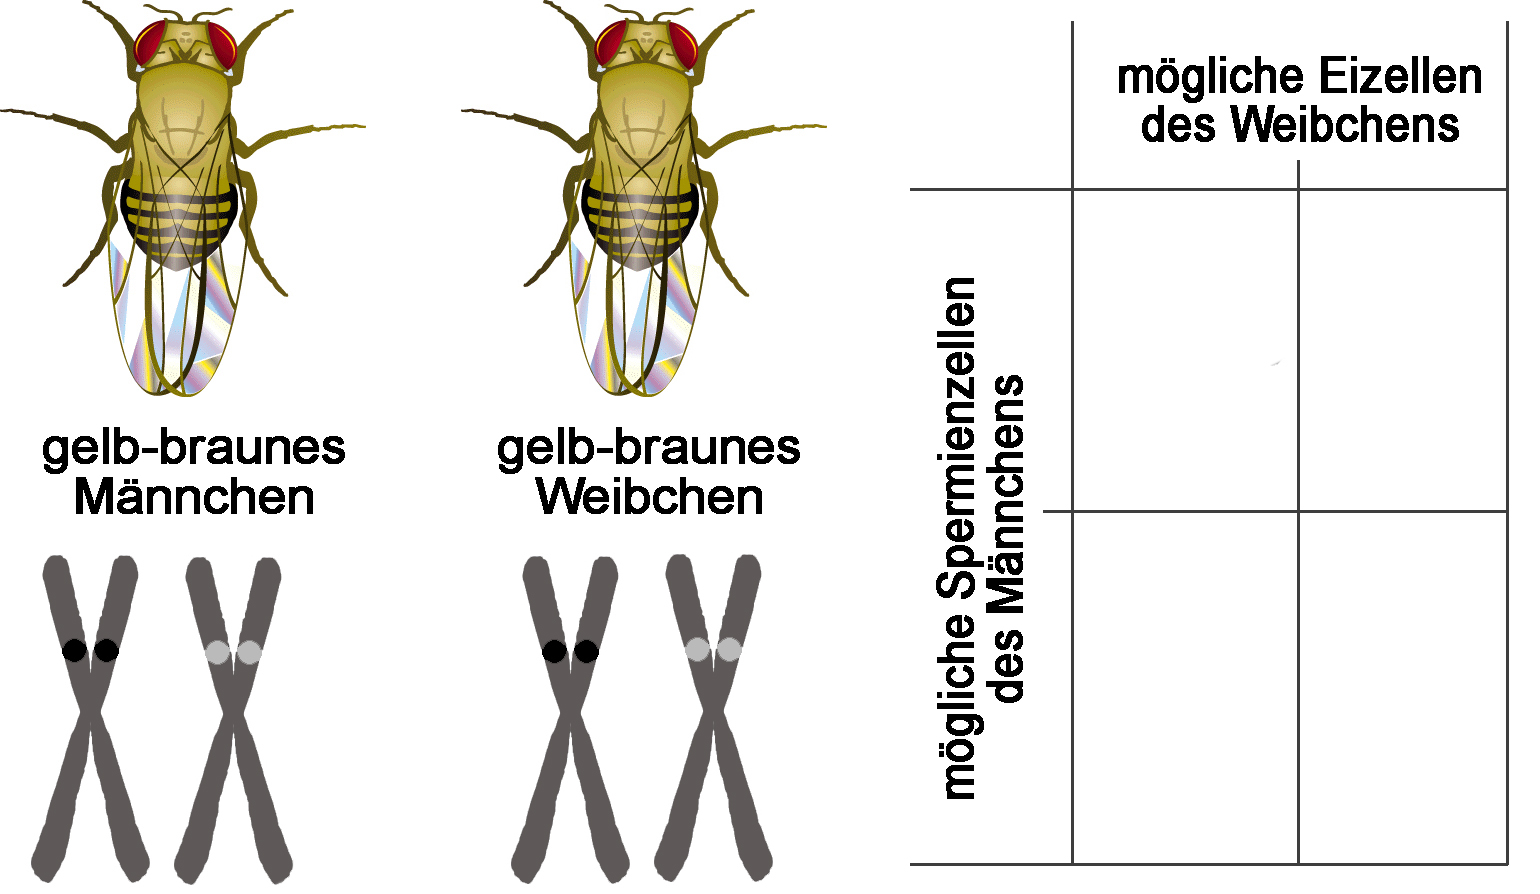 gelb-braunes
Männchen
gelb-braunes
Weibchen
mögliche Eizellen
des Weibchens
mögliche Spermienzellen
des Männchens